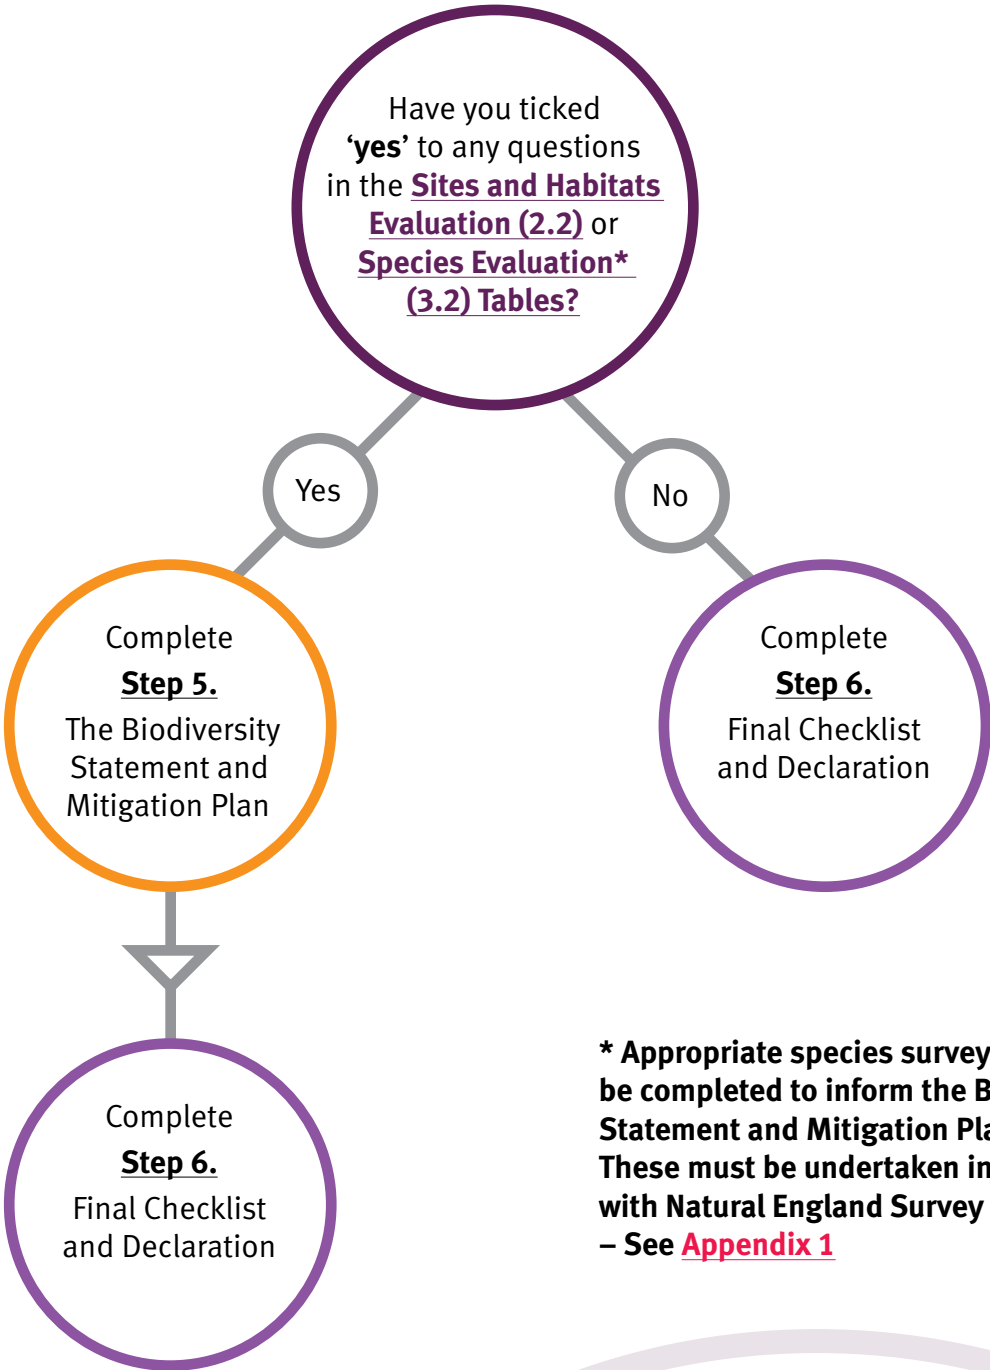 Have you ticked
‘yes’ to any questions
in the Sites and Habitats
Evaluation (2.2) or
Species Evaluation*
(3.2) Tables?
Yes
No
Complete
Step 5.
The Biodiversity
Statement and
Mitigation Plan
Complete
Step 6.
Final Checklist
and Declaration
Complete
Step 6.
Final Checklist
and Declaration
* Appropriate species survey
be completed to inform the B
Statement and Mitigation Pla
These must be undertaken in
with Natural England Survey
– See Appendix 1